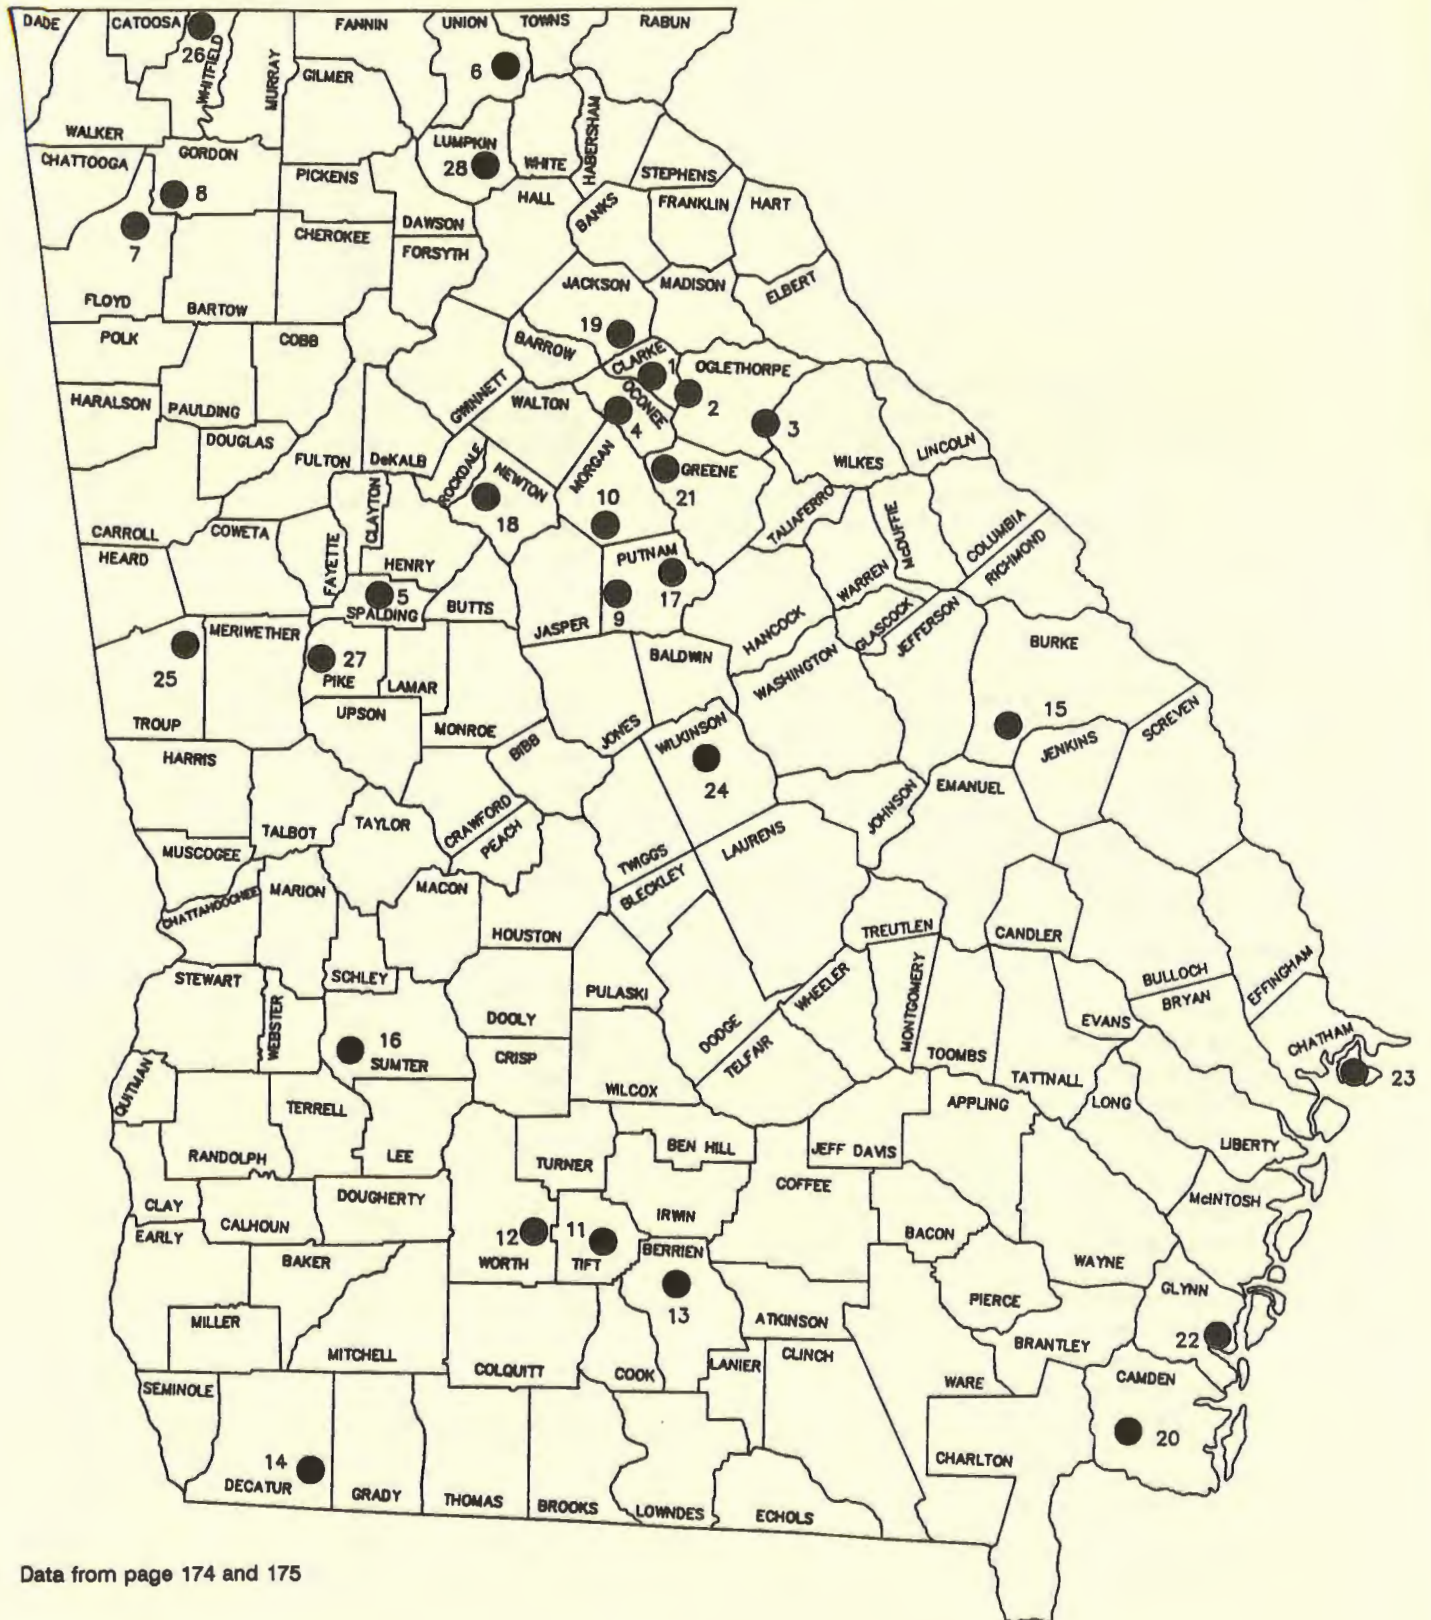 DADE
CATOOSA
FANNIN
UNION
TOWNS
RABUN
26
WHITFIELD
MURRAY
GILMER
6
WALKER
LUMPKIN
28
WHITE
HABERSHAM
CHATTOOGA
GORDON
8
PICKENS
HALL
STEPHENS
BANKS
FRANKLIN
HART
7
DAWSON
CHEROKEE
FORSYTH
FLOYD
BARTOW
JACKSON
MADISON
ELBERT
19
POLK
COBB
BARROW
CLARKE
1
OGLETHORPE
HARALSON
PAULDING
GWINNETT
WALTON
OCONEE
4
2
3
DOUGLAS
FULTON
DeKALB
ROCKDALE
NEWTON
18
MORGAN
10
GREENE
21
WILKES
LINCOLN
CARROLL
COWETA
CLAYTON
TALIAFERRO
McDUFFIE
COLUMBIA
RICHMOND
HEARD
FAYETTE
HENRY
5
SPALDING
BUTTS
JASPER
PUTNAM
9
17
WARREN
HANCOCK
GLASCOCK
JEFFERSON
BURKE
15
MERIWETHER
25
TROUP
27
PIKE
LAMAR
BALDWIN
WASHINGTON
UPSON
MONROE
JONES
WILKINSON
24
JENKINS
SCREVEN
HARRIS
BIBB
TALBOT
TAYLOR
CRAWFORD
PEACH
TWIGGS
LAURENS
JOHNSON
EMANUEL
MUSCOGEE
CHATTAHOOCHEE
MARION
MACON
BLECKLEY
HOUSTON
TREUTLEN
CANDLER
STEWART
SCHLEY
WEBSTER
PULASKI
DOOLY
WHEELER
MONTGOMERY
BULLOCH
BRYAN
EFFINGHAM
16
SUMTER
CRISP
DODGE
TELFAIR
TOOMBS
EVANS
CHATHAM
23
QUITMAN
TERRELL
WILCOX
TATTNALL
APPLING
LONG
RANDOLPH
LEE
TURNER
BEN HILL
JEFF DAVIS
LIBERTY
CLAY
CALHOUN
DOUGHERTY
COFFEE
McINTOSH
EARLY
BAKER
12
WORTH
11
TIFT
IRWIN
BERRIEN
13
BACON
WAYNE
MILLER
MITCHELL
COLQUITT
ATKINSON
PIERCE
GLYNN
22
SEMINOLE
COOK
LANIER
CLINCH
BRANTLEY
WARE
CAMDEN
20
14
DECATUR
GRADY
THOMAS
BROOKS
LOWNDES
ECHOLS
CHARLTON
Data from page 174 and 175